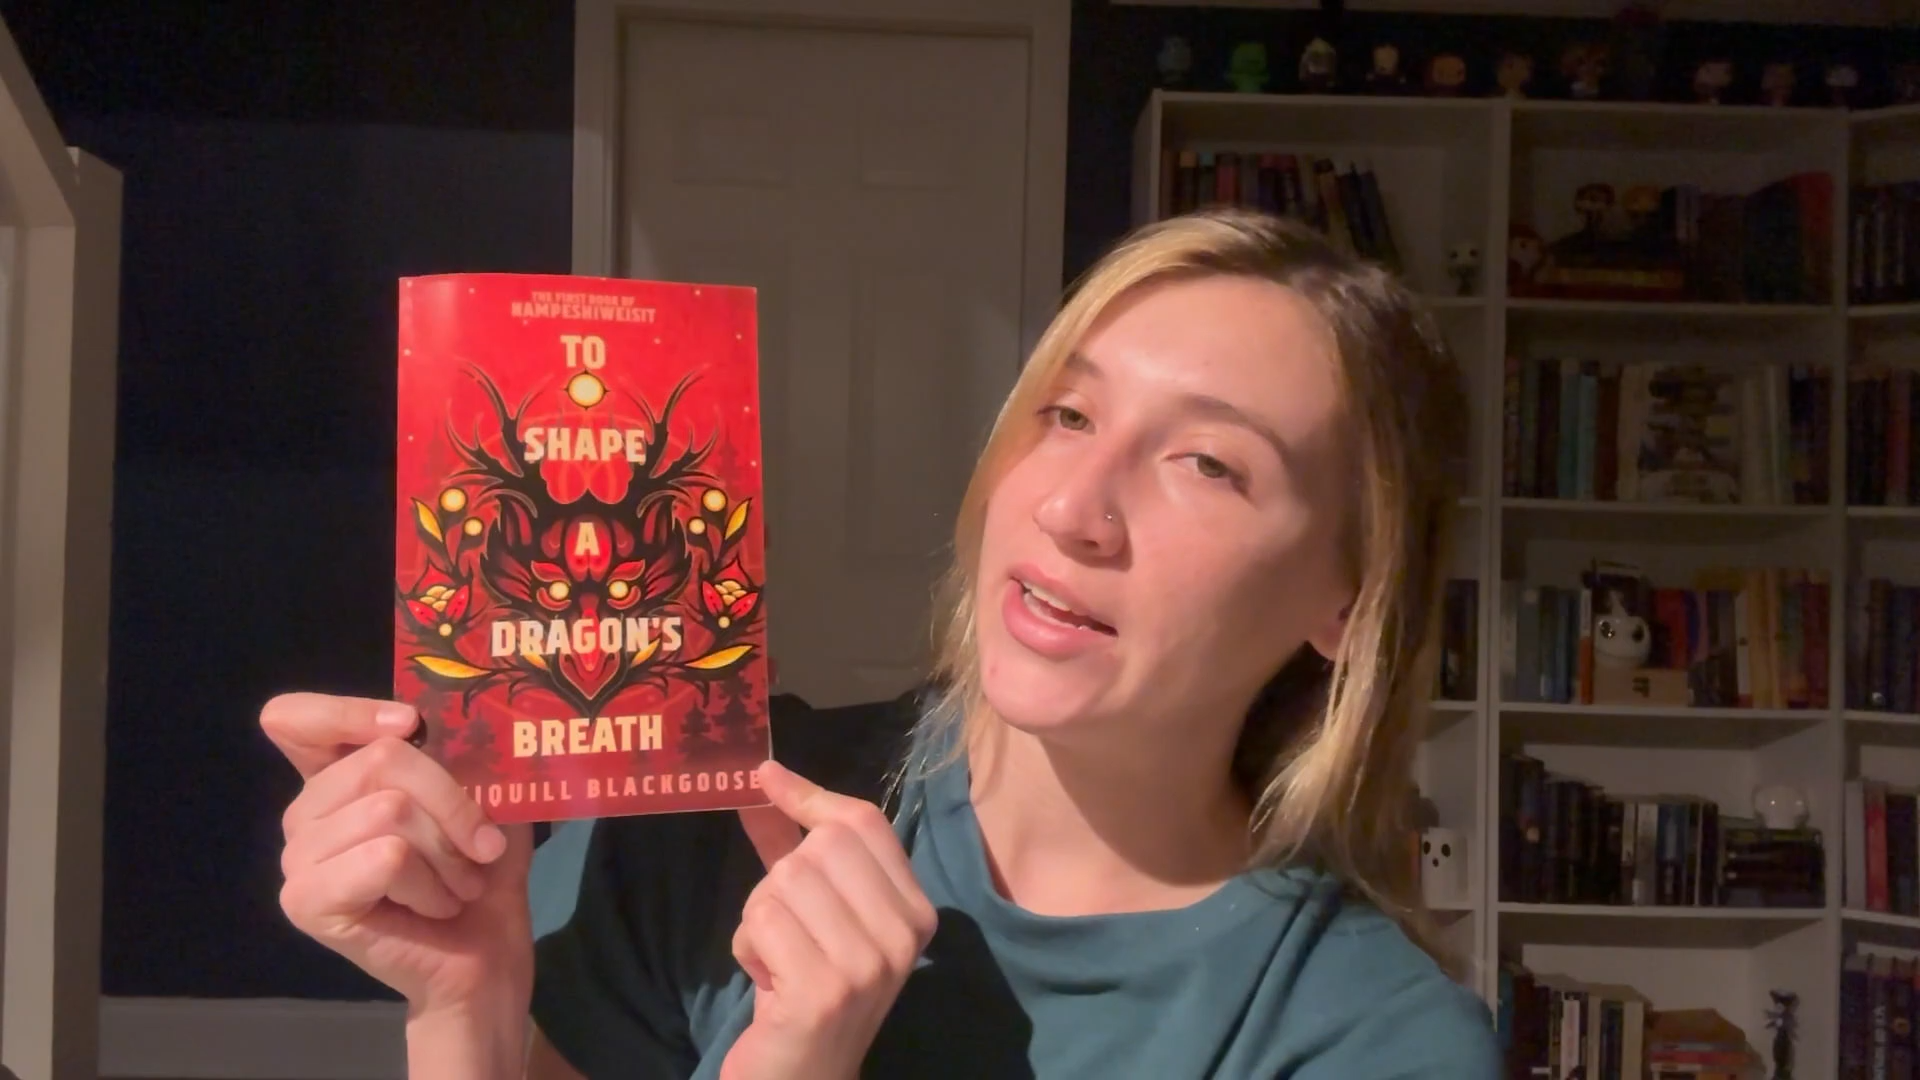 THE FIRST BOOK OF
NAMPESHIWEISIT
TO
SHAPE
A
DRAGON'S
BREATH
BLACKGOOSE